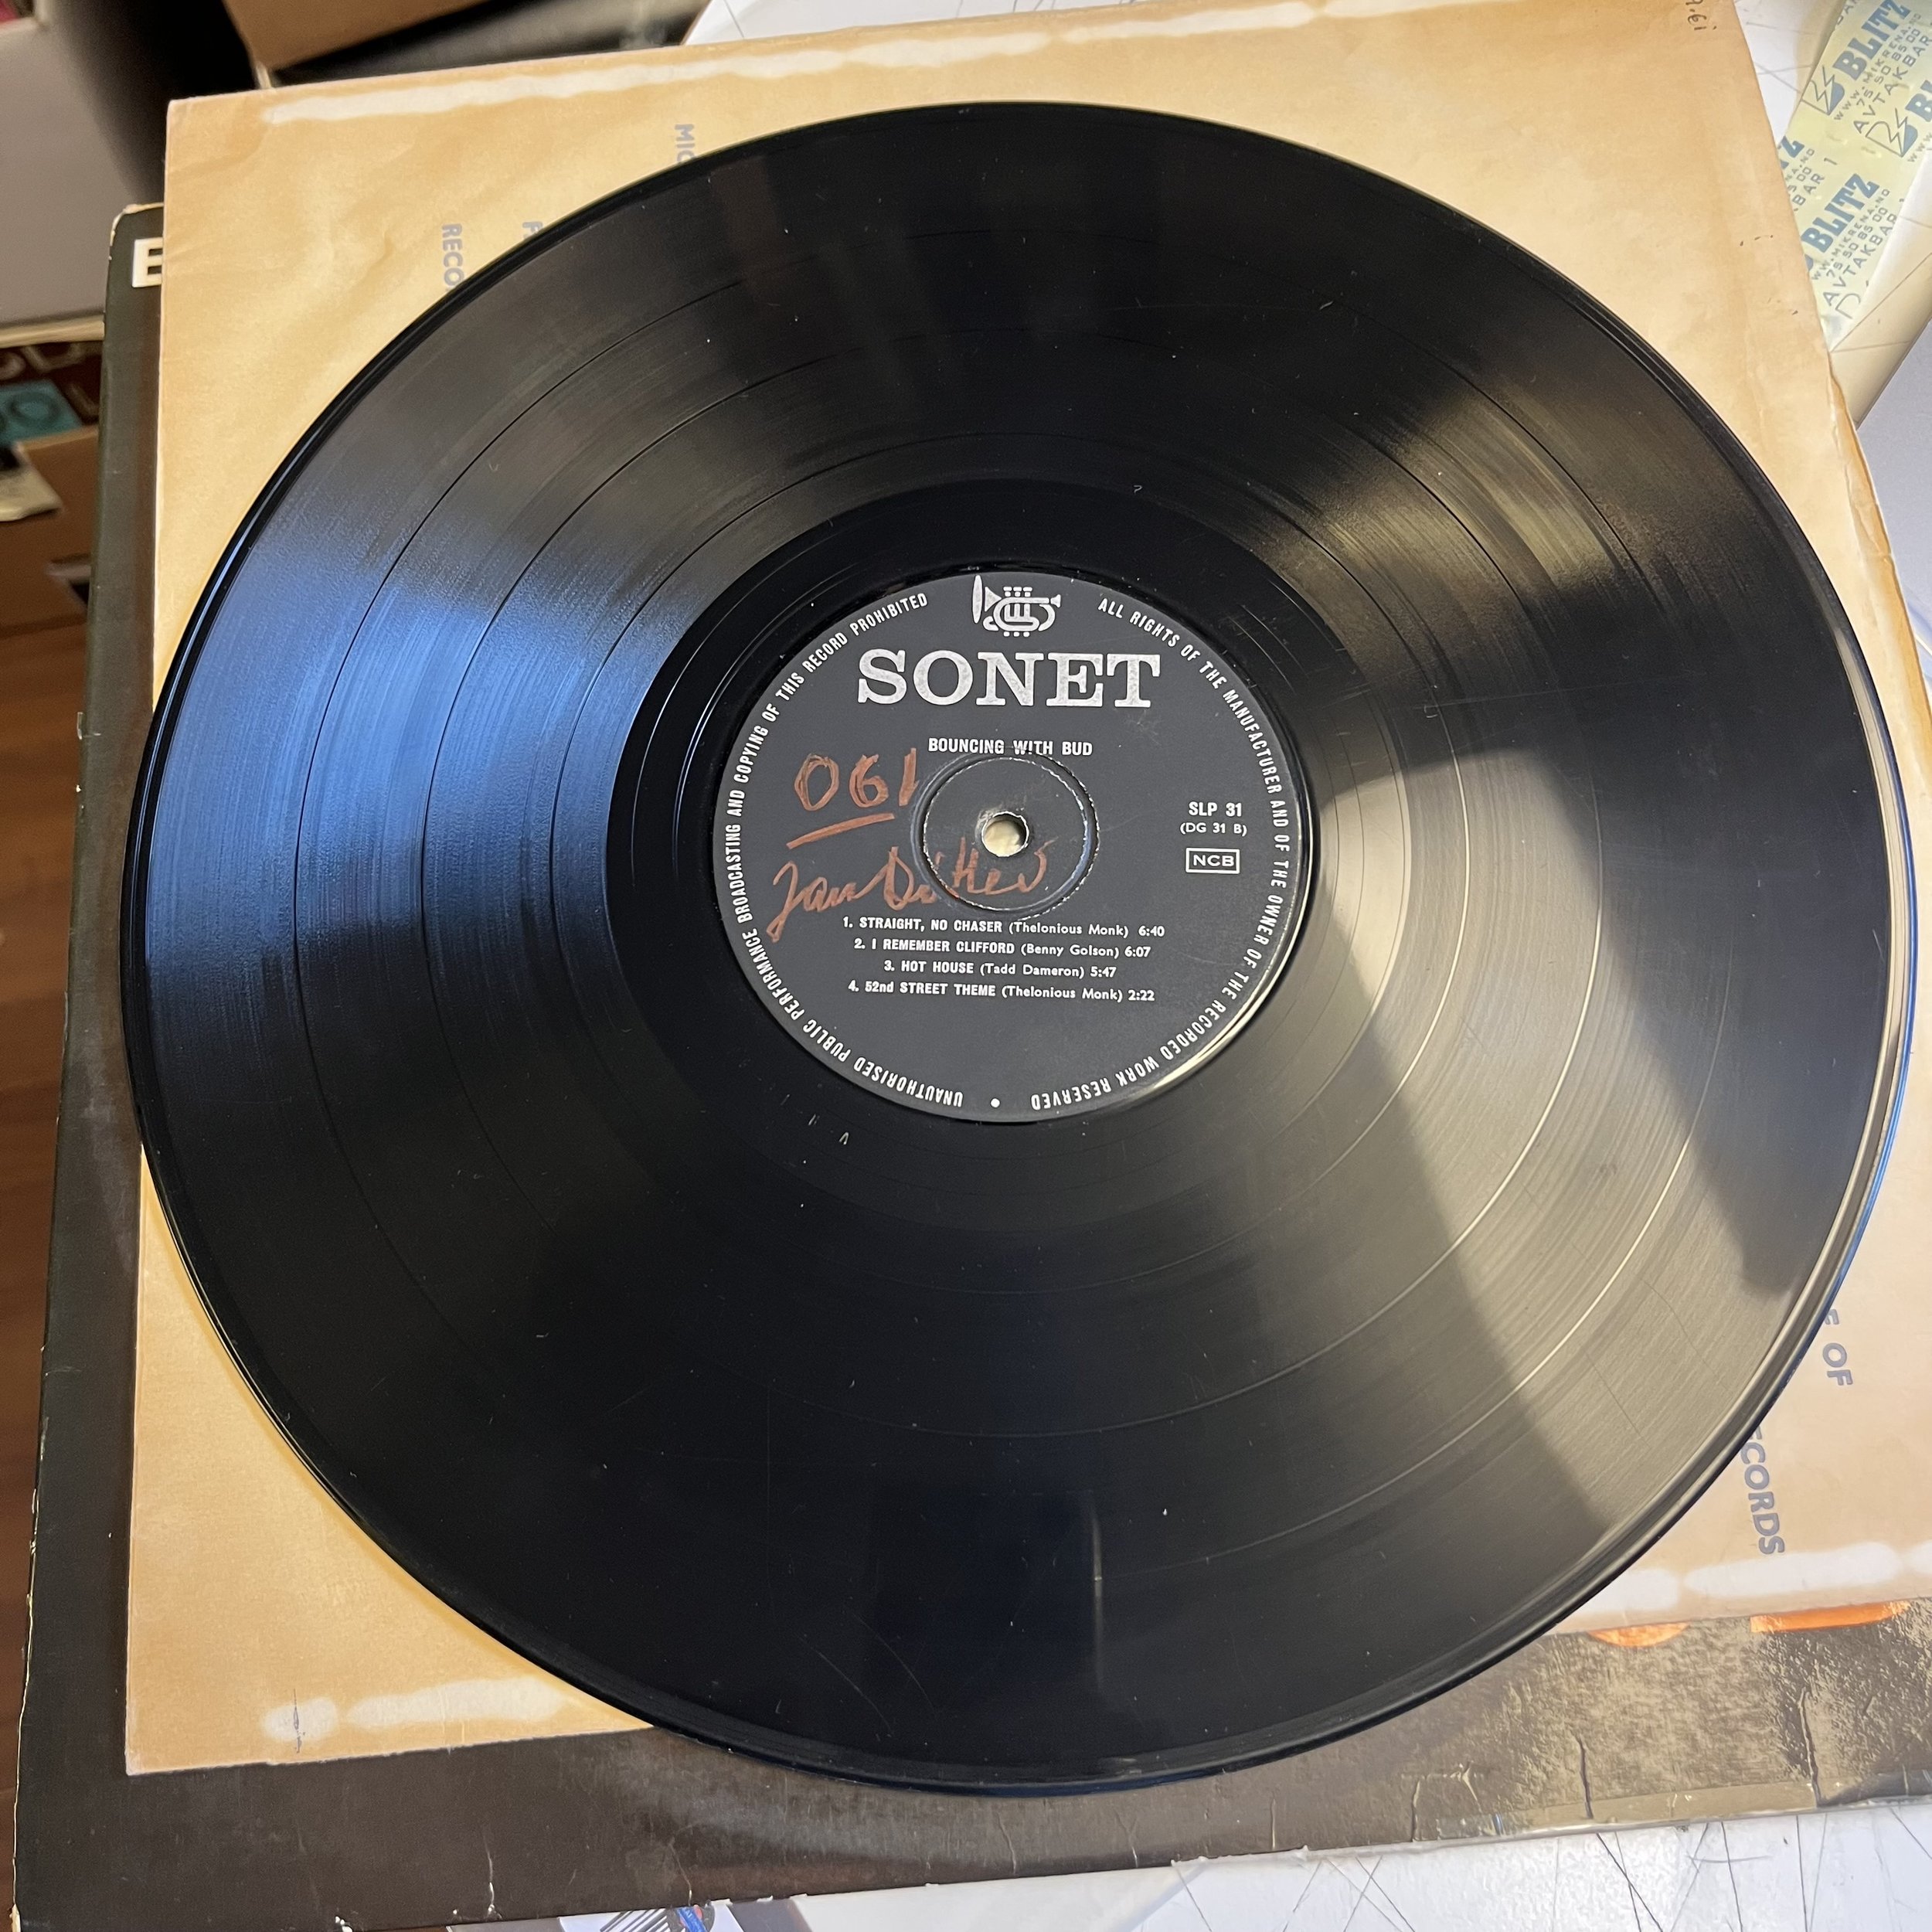 SONET
BOUNCING WITH BUD
061
SLP 31
(DG 31 B)
NCB
1. STRAIGHT, NO CHASER (Thelonious Monk) 6:40
2. I REMEMBER CLIFFORD (Benny Golson) 6:07
3. HOT HOUSE (Tadd Dameron) 5:47
4. 52nd STREET THEME (Thelonious Monk) 2:22
UNAUTHORISED PUBLIC PERFORMANCE BROADCASTING AND COPYING OF THIS RECORD PROHIBITED
ALL RIGHTS OF THE MANUFACTURER AND OF THE OWNER OF THE RECORDED WORK RESERVED
OF
BLITZ
BLITZ